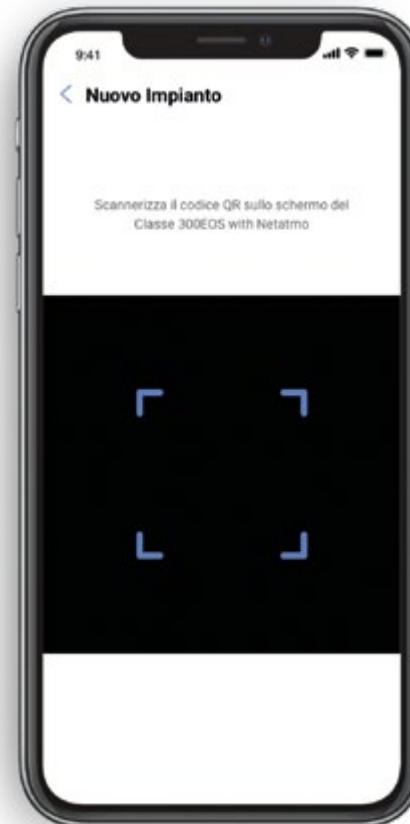 9:41
Nuovo Impianto
Scannerizza il codice QR sullo schermo del
Classe 300EOS with Netatmo